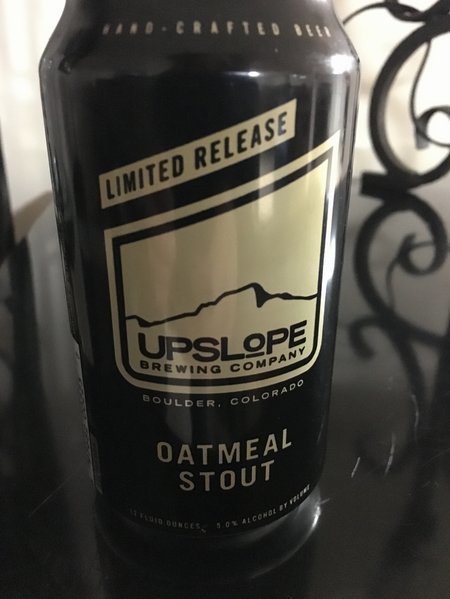 HAND-CRAFTED BEER
LIMITED RELEASE
UPSLOPE
BREWING COMPANY
BOULDER, COLORADO
OATMEAL
STOUT
12 FLUID OUNCES 5.0% ALCOHOL BY VOLUME